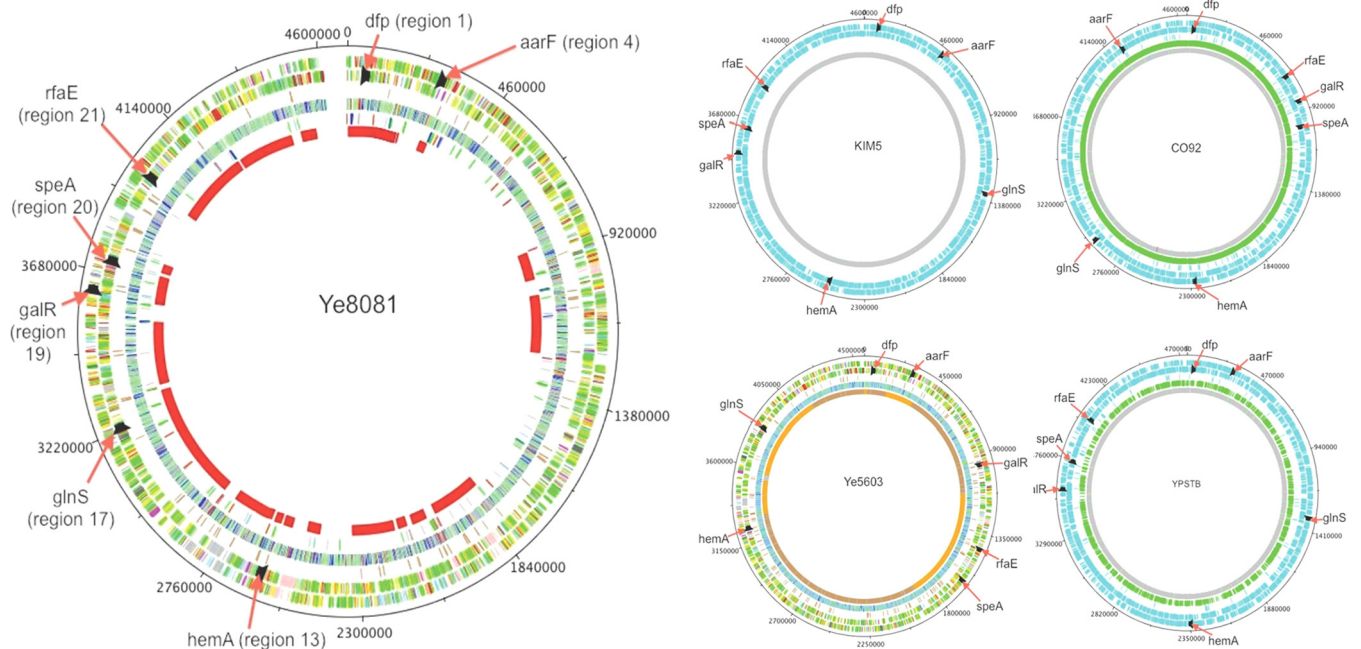 dfp (region 1)
4600000 0
aarF (region 4)
460000
rfaE
(region 21)
4140000
speA
(region 20)
920000
3680000
Ye8081
galR
(region
19)
1380000
3220000
glnS
(region 17)
1840000
2760000
hemA (region 13)
2300000
4600000
dfp
460000
aarF
4140000
rfaE
3680000
920000
speA
KIM5
galR
glnS
3220000
1380000
2760000
1840000
hemA
2300000
4600000
dfp
aarF
4140000
460000
rfaE
galR
920000
3680000
speA
CO92
1380000
3220000
glnS
2760000
1840000
2300000
hemA
4500000
dfp
aarF
4050000
450000
glnS
900000
3600000
galR
Ye5603
hemA
3150000
1350000
rfaE
speA
2700000
1800000
2250000
4700000
dfp
aarF
4230000
470000
rfaE
speA
940000
760000
YPSTB
lR
glnS
1410000
3290000
2820000
1880000
hemA
2350000